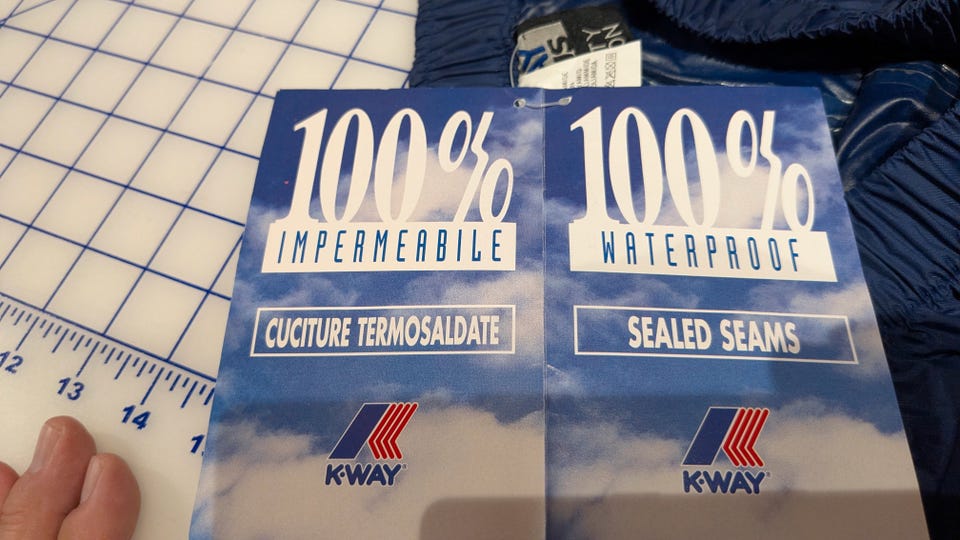 100%
IMPERMEABILE
CUCITURE TERMOSALDATE
K-WAY®
100%
WATERPROOF
SEALED SEAMS
K-WAY®
12
13
14